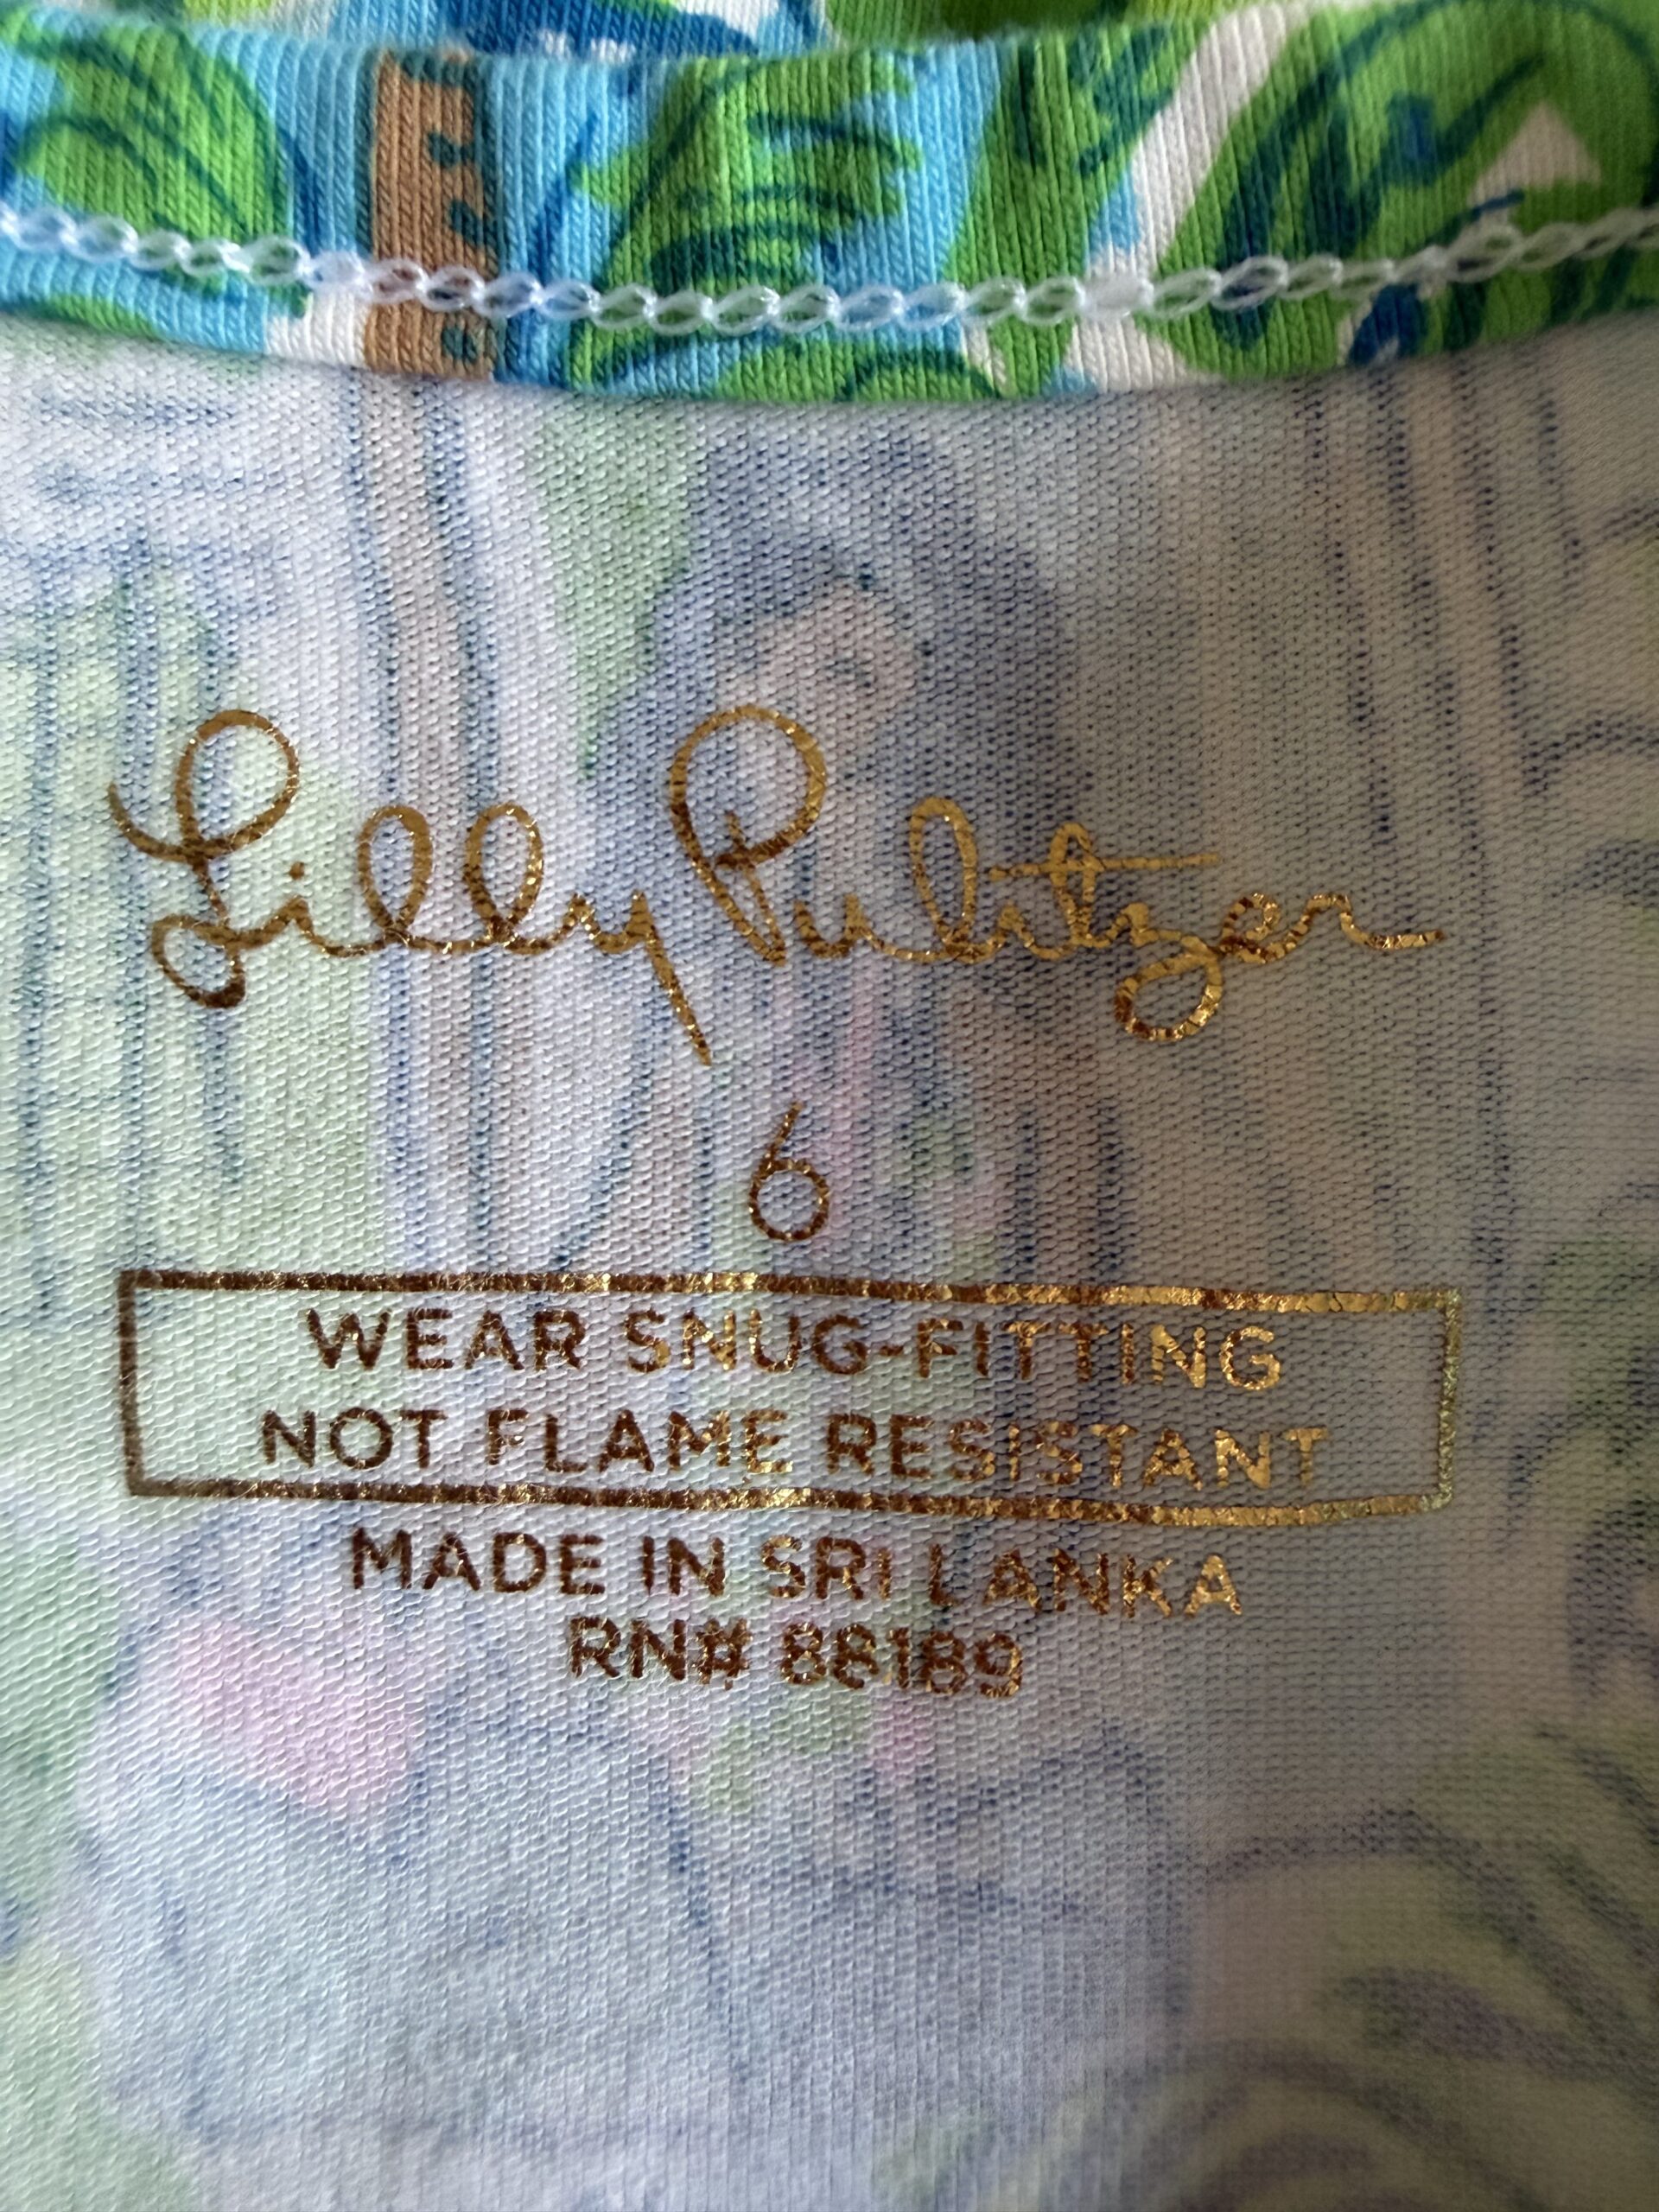 Lilly Pulitzer
6
WEAR SNUG-FITTING
NOT FLAME RESISTANT
MADE IN SRI LANKA
RN# 88189